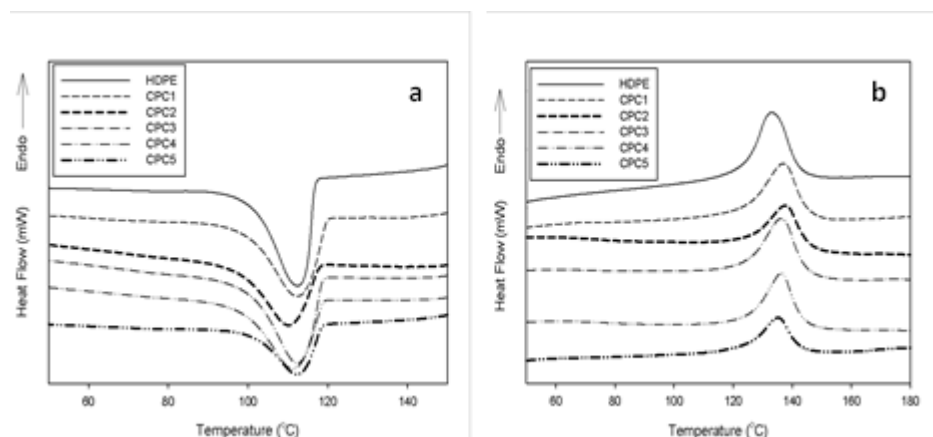 a
HDPE
CPC1
CPC2
CPC3
CPC4
CPC5
Heat Flow (mW)
Endo
60 80 100 120 140
Temperature (°C)
b
HDPE
CPC1
CPC2
CPC3
CPC4
CPC5
Heat Flow (mW)
Endo
60 80 100 120 140 160 180
Temperature (°C)